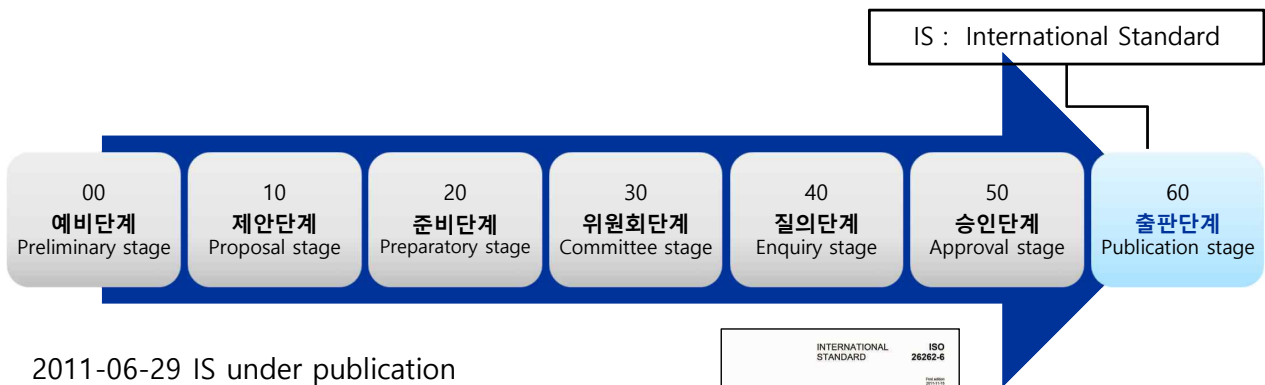 IS : International Standard
00
예비단계
Preliminary stage
10
제안단계
Proposal stage
20
준비단계
Preparatory stage
30
위원회단계
Committee stage
40
질의단계
Enquiry stage
50
승인단계
Approval stage
60
출판단계
Publication stage
2011-06-29 IS under publication
INTERNATIONAL STANDARD
ISO 26262-6
First edition
2011-11-15